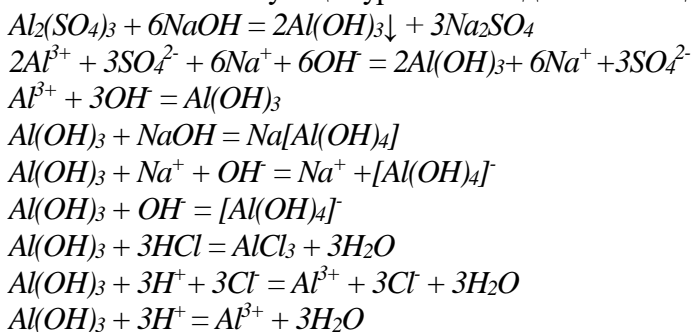 Al₂(SO₄)₃ + 6NaOH = 2Al(OH)₃↓ + 3Na₂SO₄
2Al³⁺ + 3SO₄²⁻ + 6Na⁺+ 6OH⁻ = 2Al(OH)₃+ 6Na⁺ +3SO₄²⁻
Al³⁺ + 3OH⁻ = Al(OH)₃
Al(OH)₃ + NaOH = Na[Al(OH)₄]
Al(OH)₃ + Na⁺ + OH⁻ = Na⁺ +[Al(OH)₄]⁻
Al(OH)₃ + OH⁻ = [Al(OH)₄]⁻
Al(OH)₃ + 3HCl = AlCl₃ + 3H₂O
Al(OH)₃ + 3H⁺ + 3Cl⁻ = Al³⁺ + 3Cl⁻ + 3H₂O
Al(OH)₃ + 3H⁺ = Al³⁺ + 3H₂O